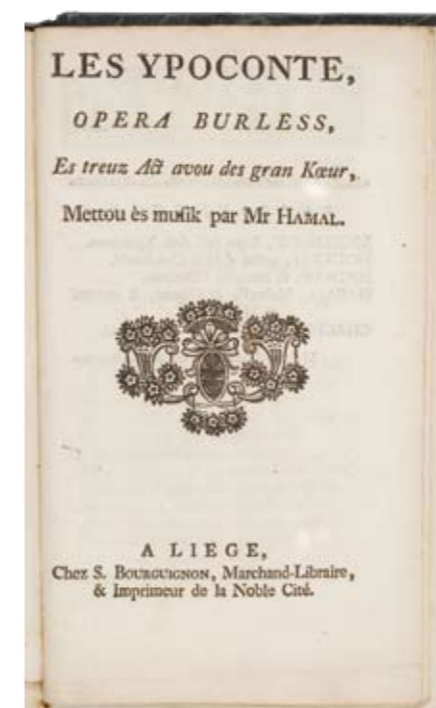 LES YPOCONTE,
OPERA BURLESS,
Es treuz Act avou des gran Kœur,
Mettou ès muſik par Mr HAMAL.
A LIEGE,
Chez S. BOURGUIGNON, Marchand-Libraire,
& Imprimeur de la Noble Cité.